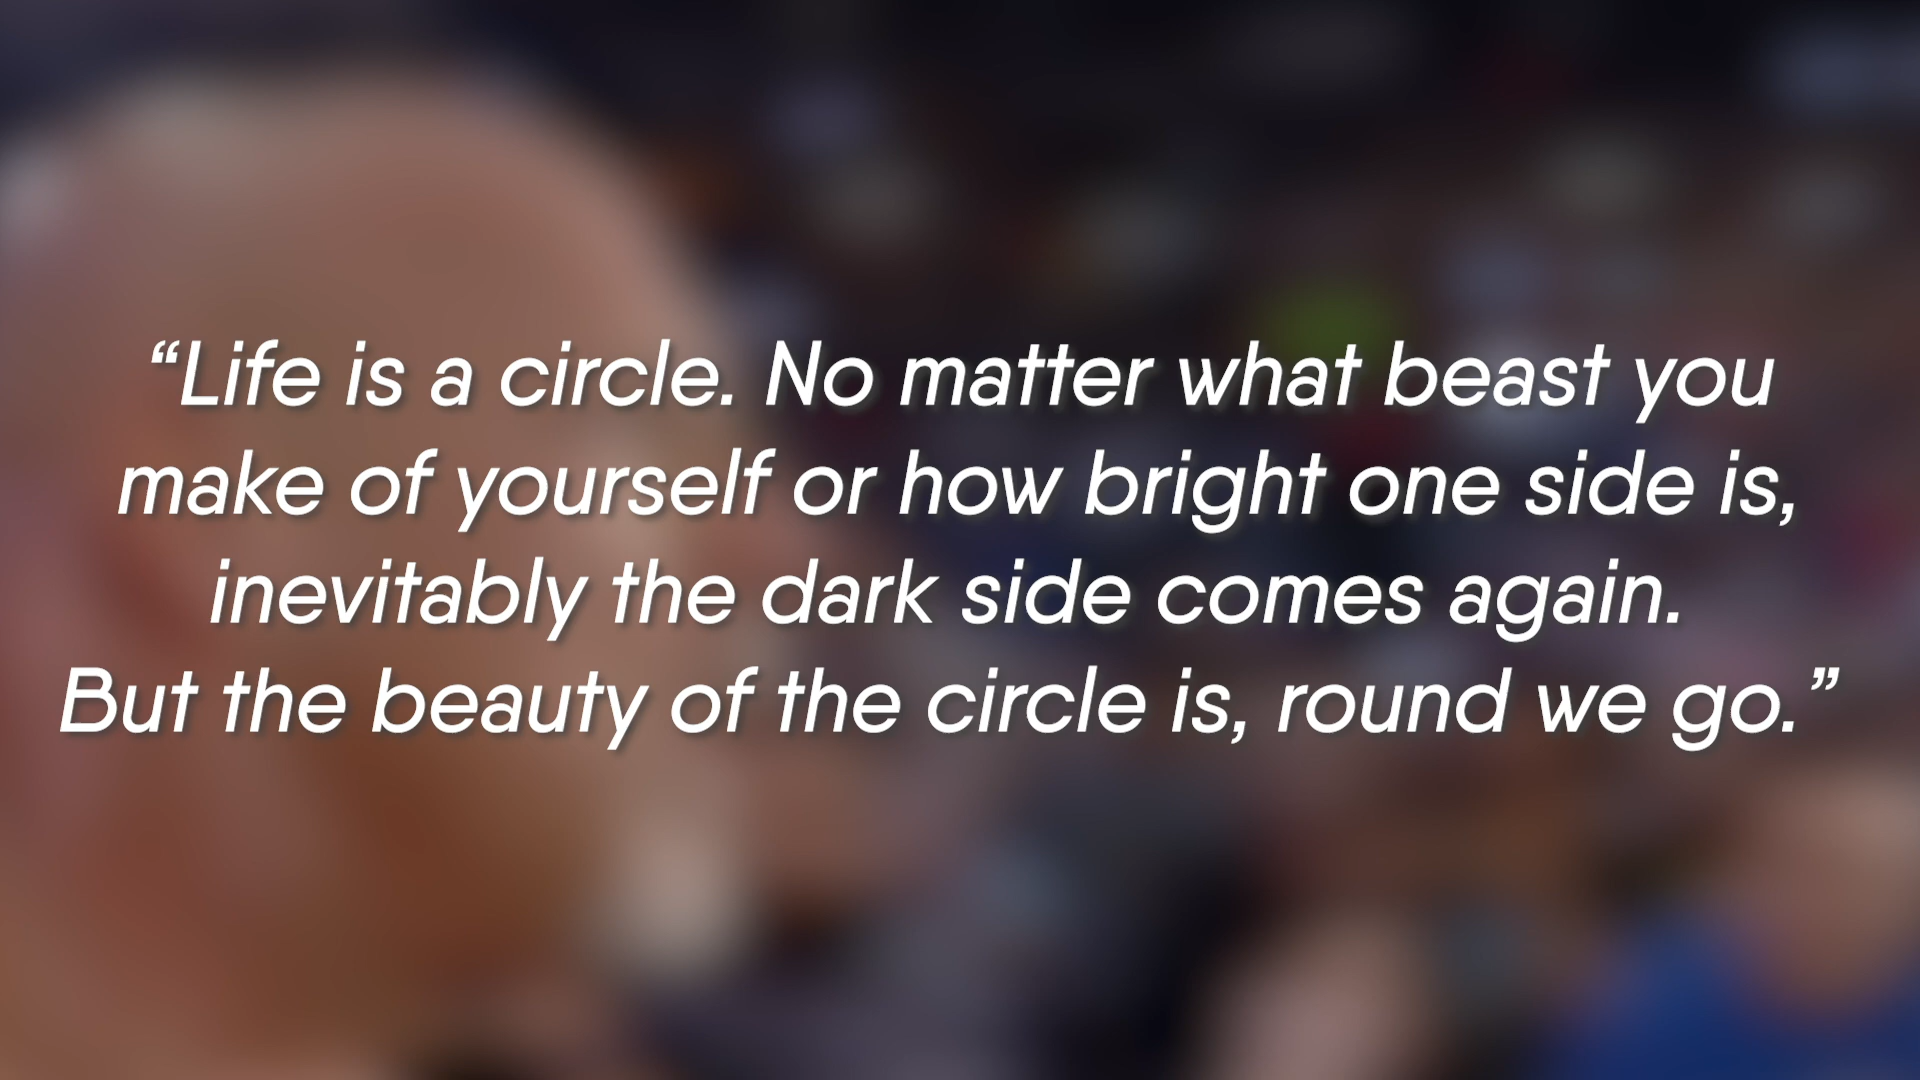 “Life is a circle. No matter what beast you
make of yourself or how bright one side is,
inevitably the dark side comes again.
But the beauty of the circle is, round we go.”